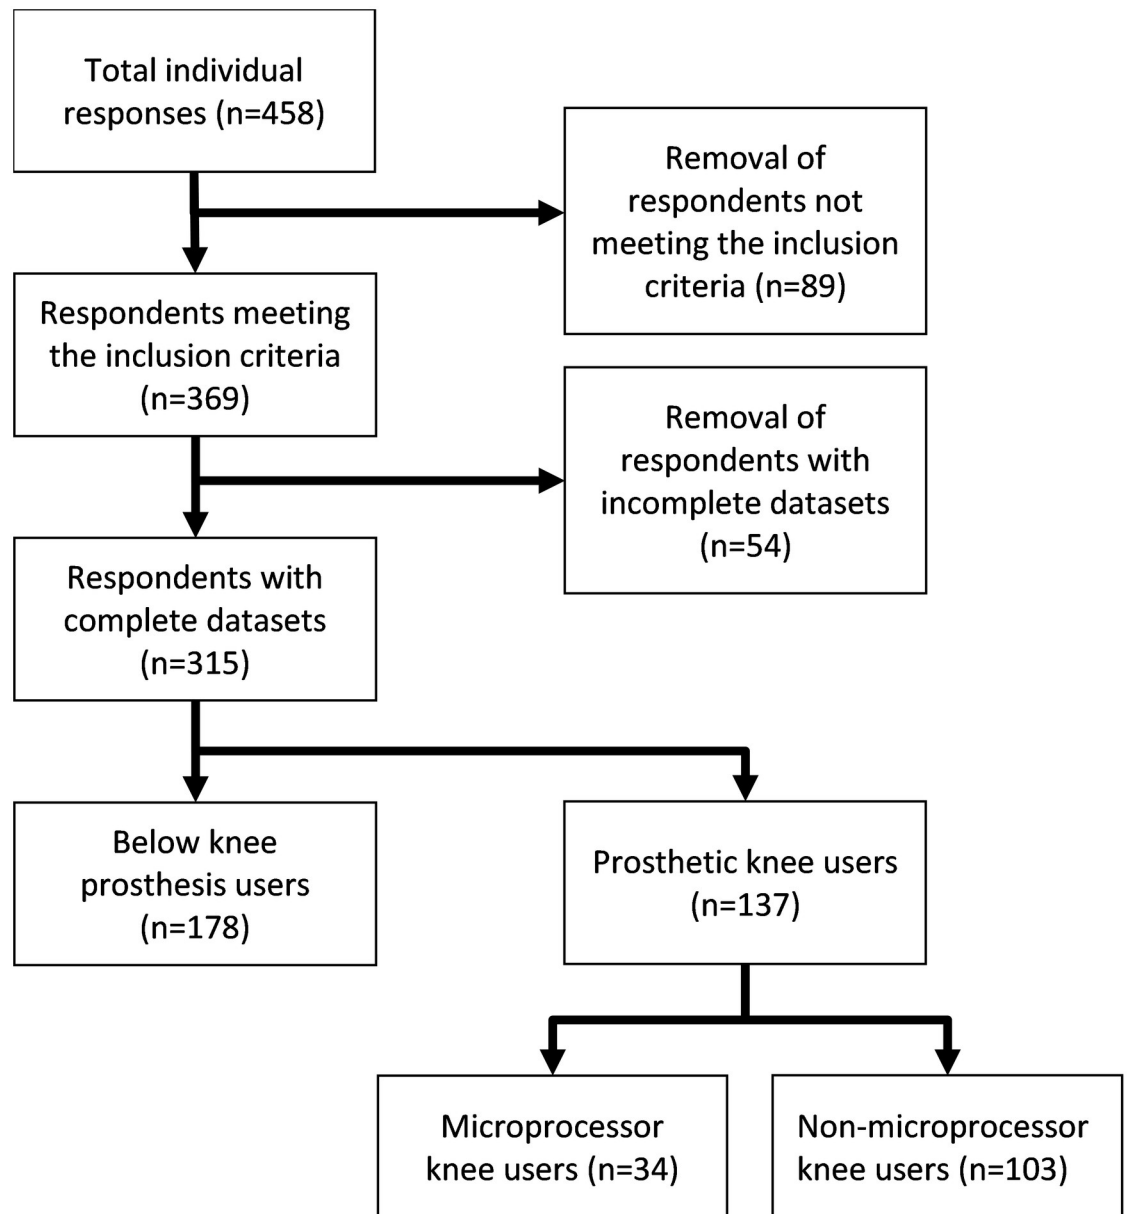 Total individual
responses (n=458)
Removal of
respondents not
meeting the inclusion
criteria (n=89)
Respondents meeting
the inclusion criteria
(n=369)
Removal of
respondents with
incomplete datasets
(n=54)
Respondents with
complete datasets
(n=315)
Below knee
prosthesis users
(n=178)
Prosthetic knee users
(n=137)
Microprocessor
knee users (n=34)
Non-microprocessor
knee users (n=103)